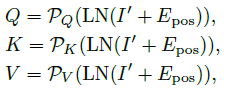 Q = 𝒫_Q(LN(I′ + E_pos)),
K = 𝒫_K(LN(I′ + E_pos)),
V = 𝒫_V(LN(I′ + E_pos)),